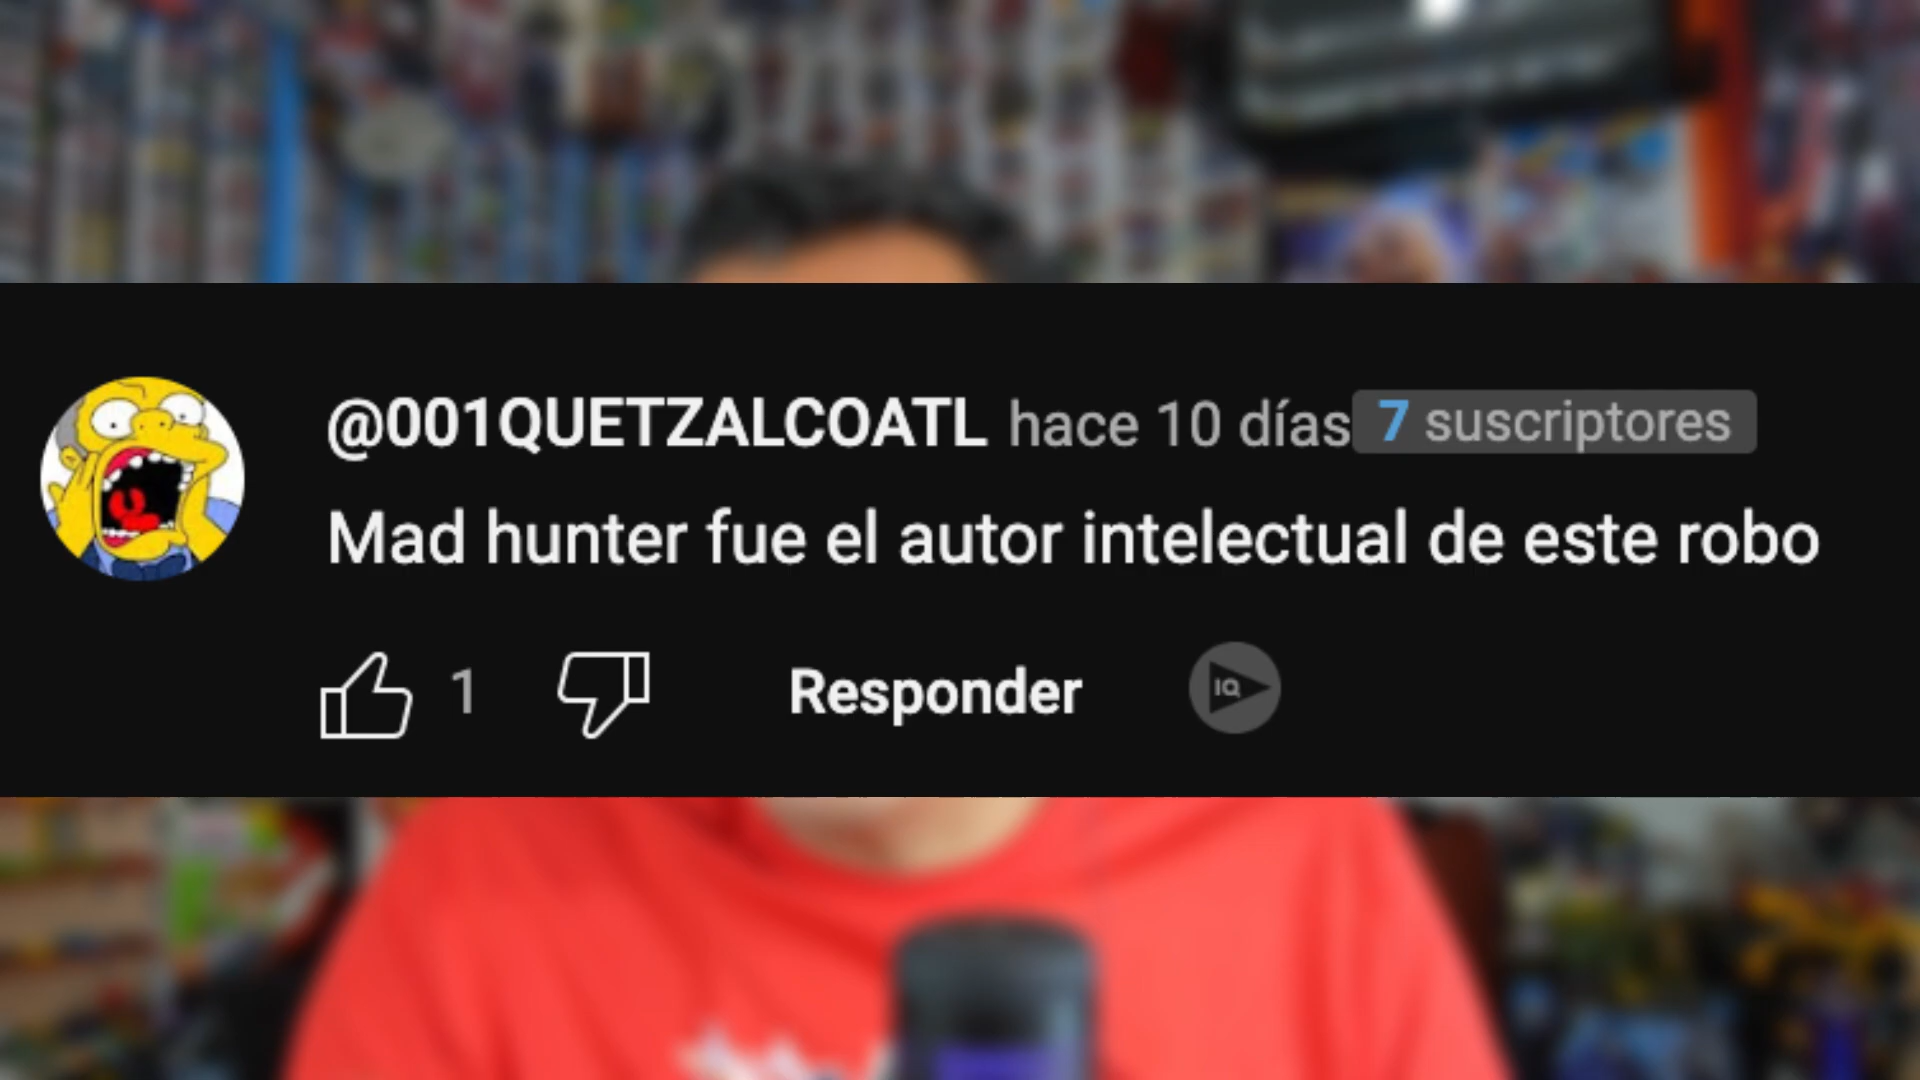 @001QUETZALCOATL hace 10 días 7 suscriptores
Mad hunter fue el autor intelectual de este robo
1 Responder IQ